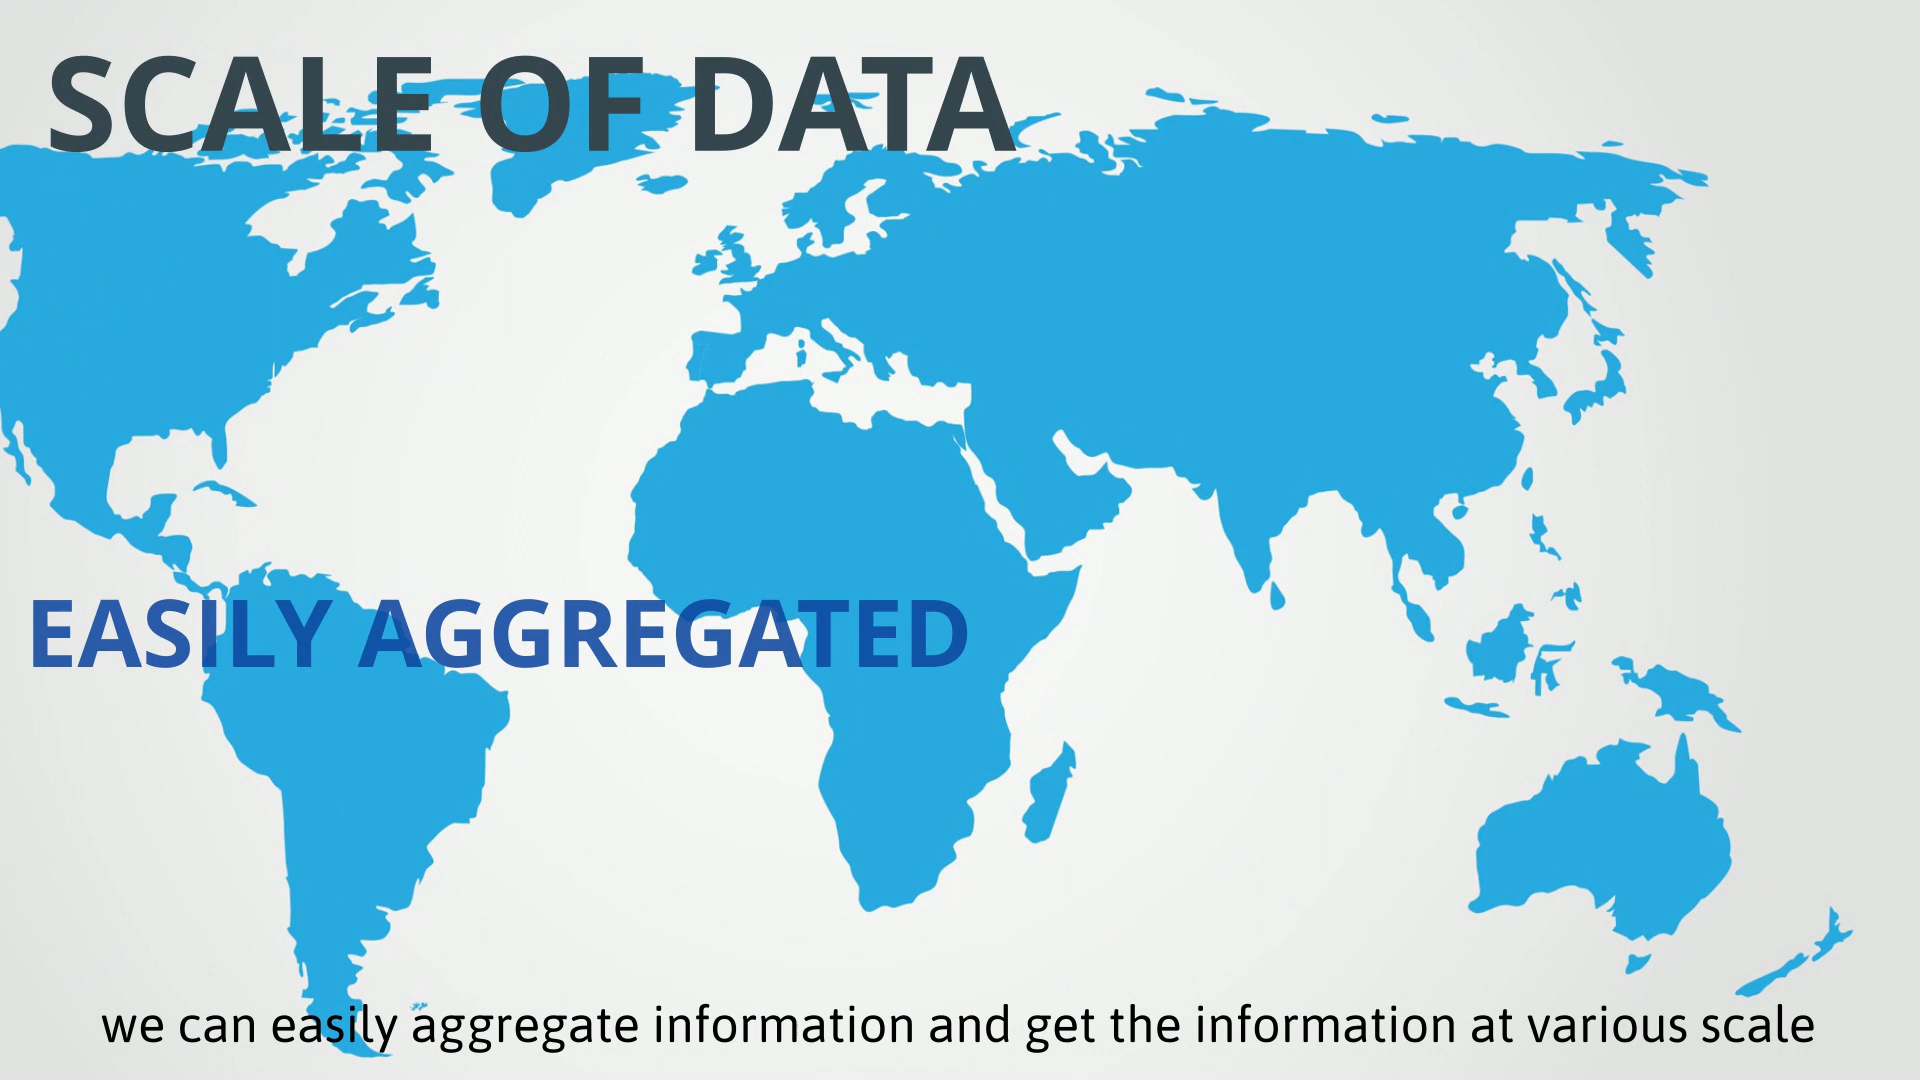 SCALE OF DATA
EASILY AGGREGATED
we can easily aggregate information and get the information at various scale